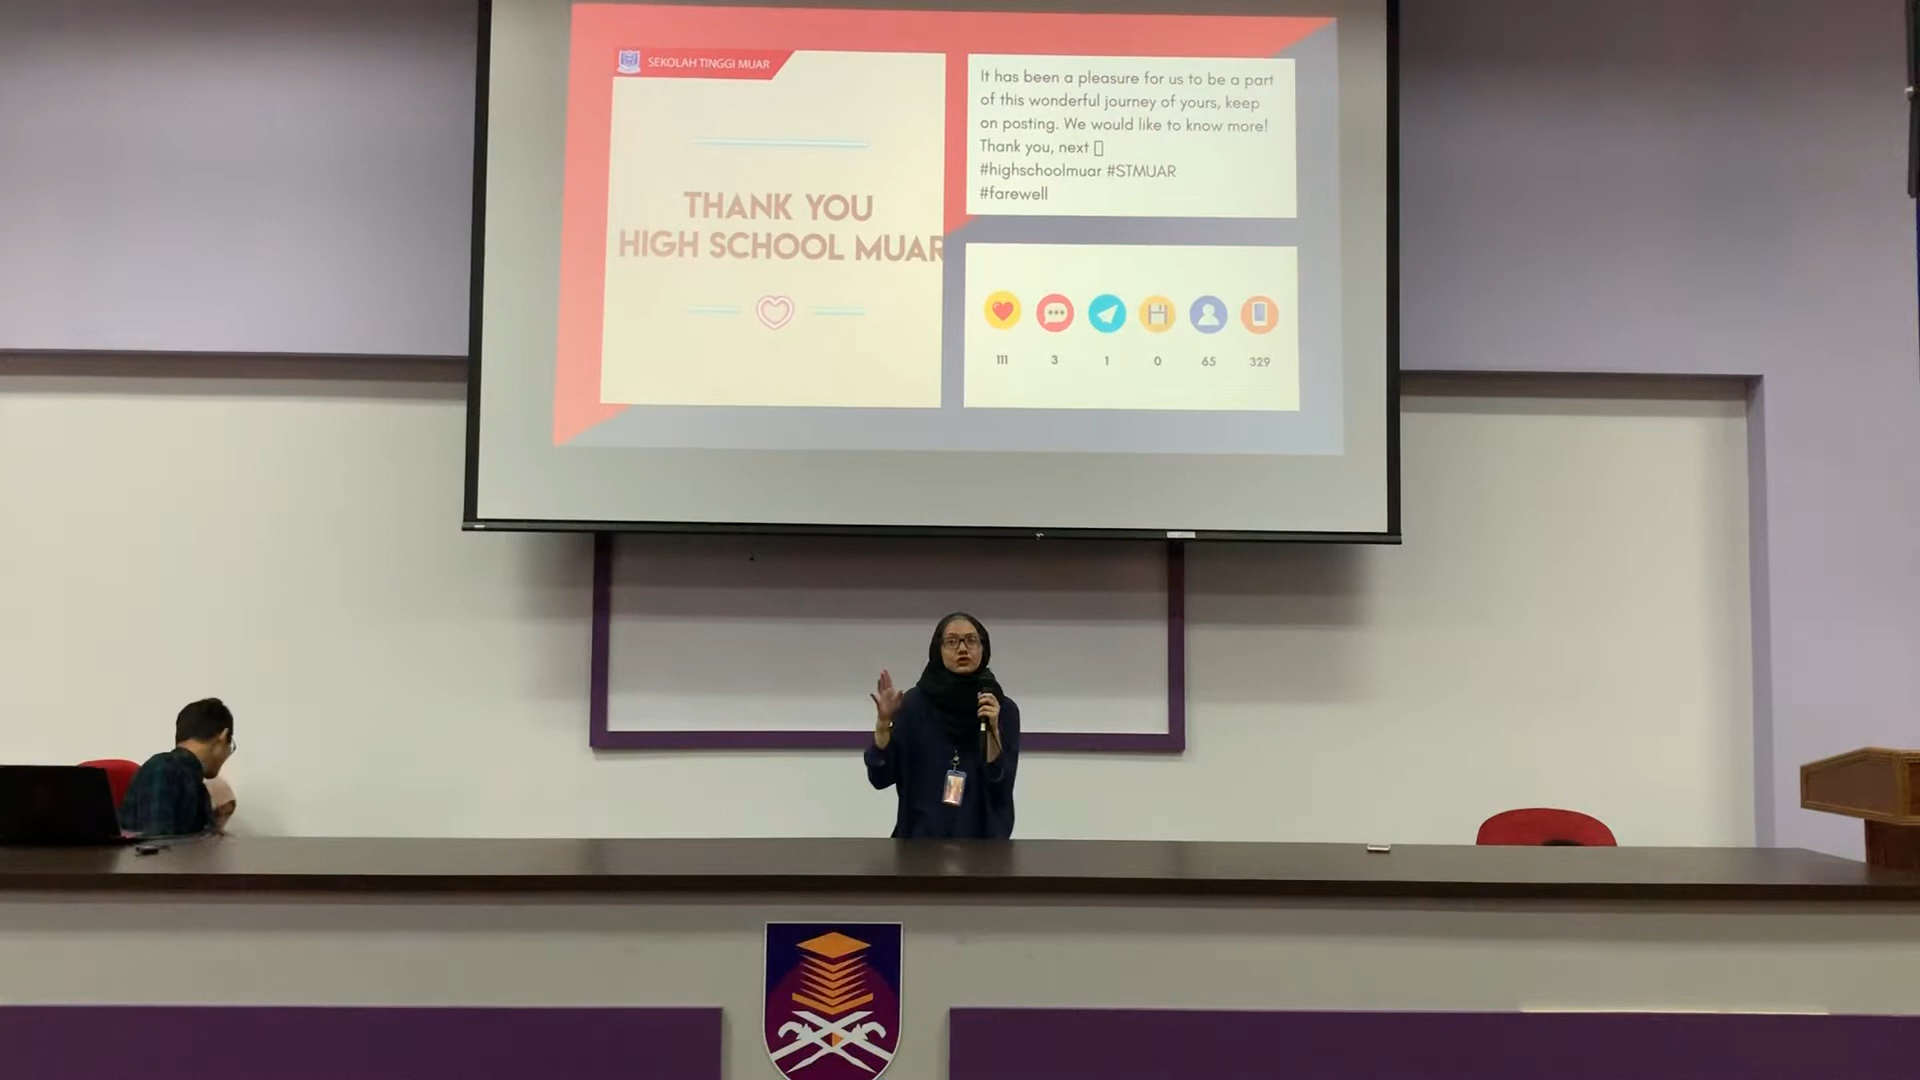 SEKOLAH TINGGI MUAR
THANK YOU
HIGH SCHOOL MUAR
It has been a pleasure for us to be a part
of this wonderful journey of yours, keep
on posting. We would like to know more!
Thank you, next
#highschoolmuar #STMUAR
#farewell
111 3 1 0 65 329